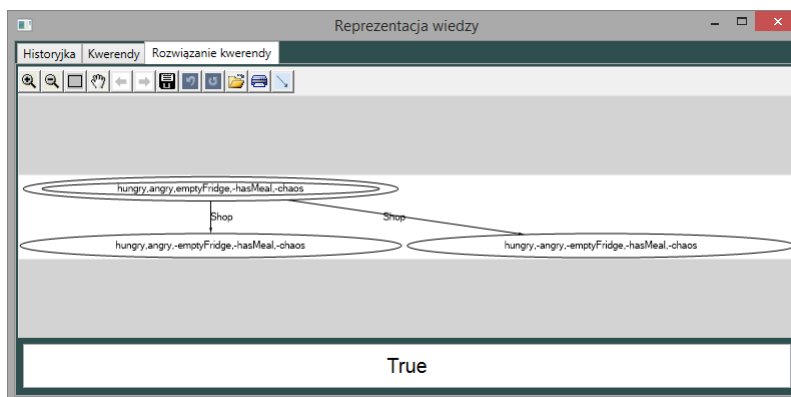 Reprezentacja wiedzy
Historyjka Kwerendy Rozwiązanie kwerendy
hungry,angry,emptyFridge,-hasMeal,-chaos
Shop Shop
hungry,angry,-emptyFridge,-hasMeal,-chaos hungry,-angry,-emptyFridge,-hasMeal,-chaos
True